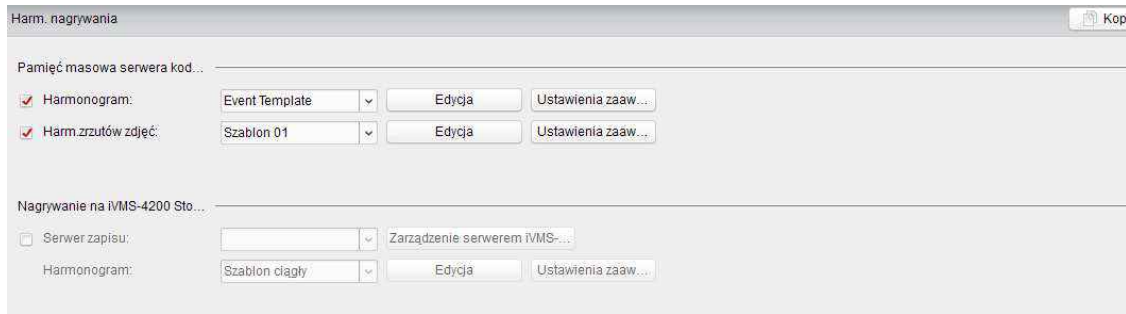 Harm. nagrywania Kop
Pamięć masowa serwera kod...
Harmonogram: Event Template Edycja Ustawienia zaaw...
Harm.zrzutów zdjęć: Szablon 01 Edycja Ustawienia zaaw...
Nagrywanie na iVMS-4200 Sto...
Serwer zapisu: Zarządzenie serwerem iVMS-...
Harmonogram: Szablon ciągły Edycja Ustawienia zaaw...